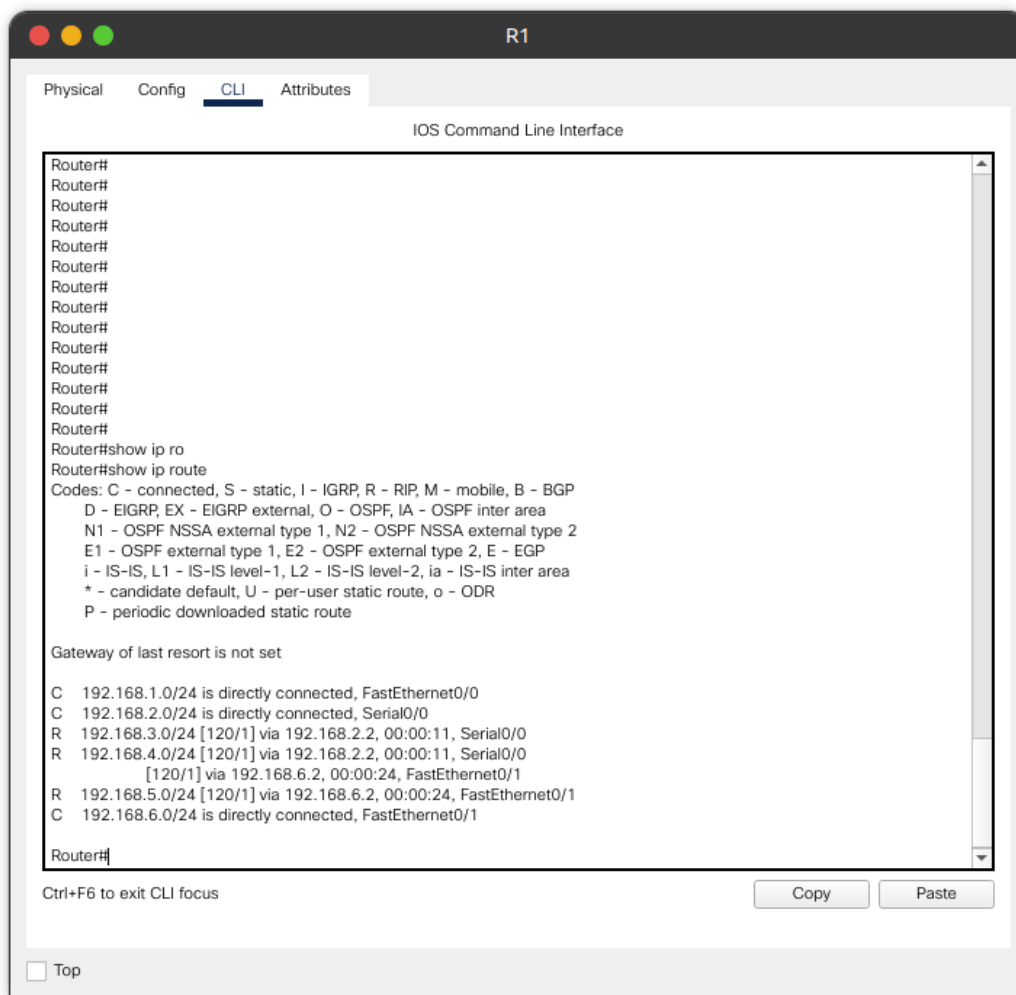 R1
Physical Config CLI Attributes
IOS Command Line Interface
Router#
Router#
Router#
Router#
Router#
Router#
Router#
Router#
Router#
Router#
Router#
Router#
Router#
Router#
Router#show ip ro
Router#show ip route
Codes: C - connected, S - static, I - IGRP, R - RIP, M - mobile, B - BGP
D - EIGRP, EX - EIGRP external, O - OSPF, IA - OSPF inter area
N1 - OSPF NSSA external type 1, N2 - OSPF NSSA external type 2
E1 - OSPF external type 1, E2 - OSPF external type 2, E - EGP
i - IS-IS, L1 - IS-IS level-1, L2 - IS-IS level-2, ia - IS-IS inter area
* - candidate default, U - per-user static route, o - ODR
P - periodic downloaded static route
Gateway of last resort is not set
C 192.168.1.0/24 is directly connected, FastEthernet0/0
C 192.168.2.0/24 is directly connected, Serial0/0
R 192.168.3.0/24 [120/1] via 192.168.2.2, 00:00:11, Serial0/0
R 192.168.4.0/24 [120/1] via 192.168.2.2, 00:00:11, Serial0/0
[120/1] via 192.168.6.2, 00:00:24, FastEthernet0/1
R 192.168.5.0/24 [120/1] via 192.168.6.2, 00:00:24, FastEthernet0/1
C 192.168.6.0/24 is directly connected, FastEthernet0/1
Router#
Ctrl+F6 to exit CLI focus Copy Paste
Top